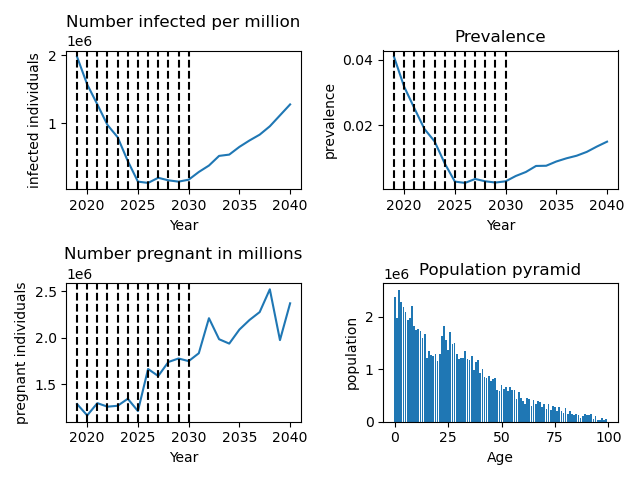 Number infected per million
1e6
2
1
infected individuals
2020 2025 2030 2035 2040
Year
Prevalence
0.04
0.02
prevalence
2020 2025 2030 2035 2040
Year
Number pregnant in millions
1e6
2.5
2.0
1.5
pregnant individuals
2020 2025 2030 2035 2040
Year
Population pyramid
1e6
2
1
0
population
0 25 50 75 100
Age